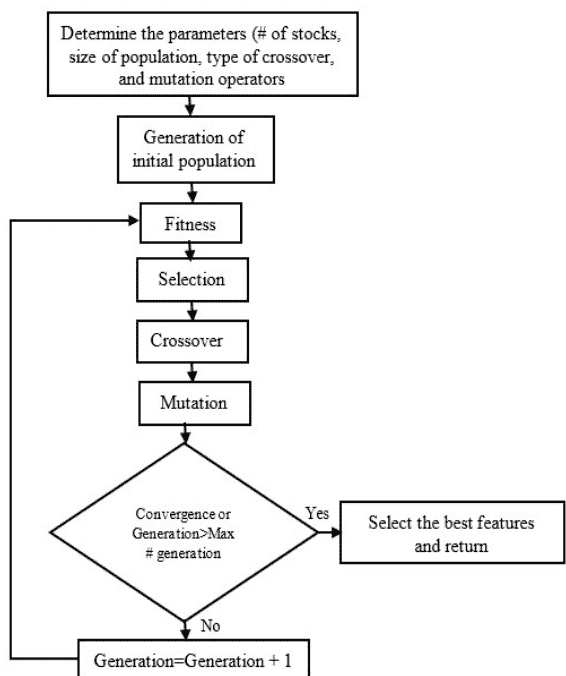 Determine the parameters (# of stocks,
size of population, type of crossover,
and mutation operators
Generation of
initial population
Fitness
Selection
Crossover
Mutation
Convergence or
Generation>Max
# generation
Yes
Select the best features
and return
No
Generation=Generation + 1